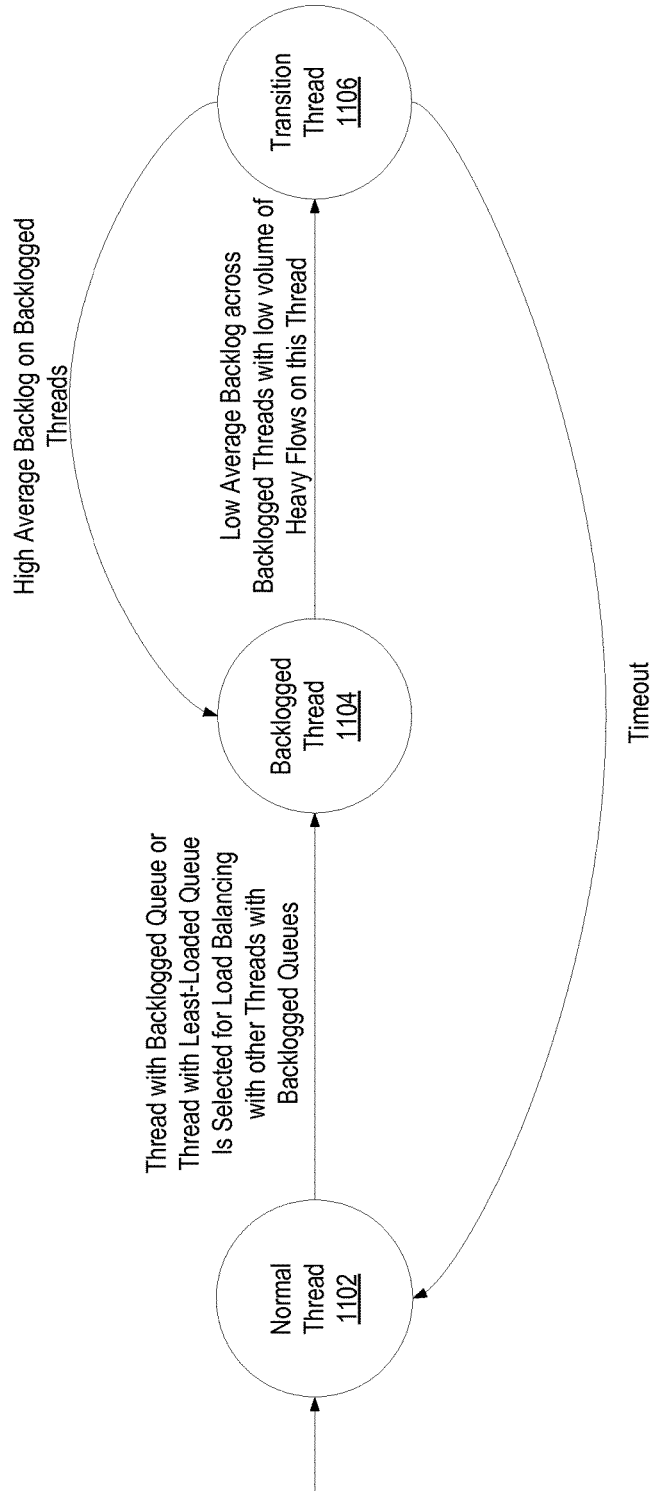 High Average Backlog on Backlogged
Threads
Thread with Backlogged Queue or
Thread with Least-Loaded Queue
Is Selected for Load Balancing
with other Threads with
Backlogged Queues
Low Average Backlog across
Backlogged Threads with low volume of
Heavy Flows on this Thread
Normal
Thread
1102
Backlogged
Thread
1104
Transition
Thread
1106
Timeout